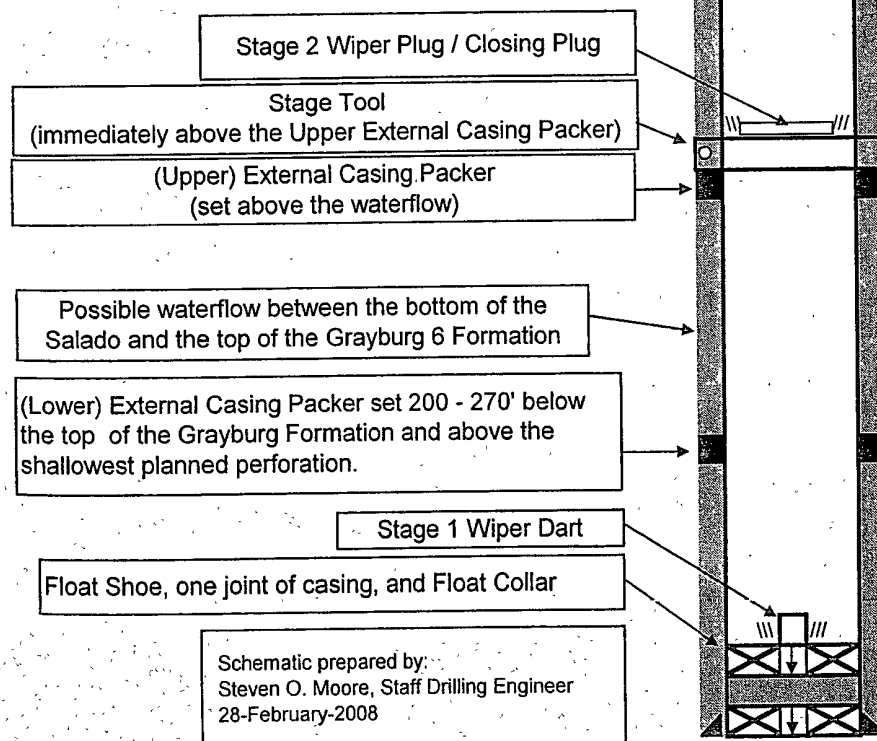 Stage 2 Wiper Plug / Closing Plug
Stage Tool
(immediately above the Upper External Casing Packer)
(Upper) External Casing Packer
(set above the waterflow)
Possible waterflow between the bottom of the
Salado and the top of the Grayburg 6 Formation
(Lower) External Casing Packer set 200 - 270' below
the top of the Grayburg Formation and above the
shallowest planned perforation.
Stage 1 Wiper Dart
Float Shoe, one joint of casing, and Float Collar
Schematic prepared by:
Steven O. Moore, Staff Drilling Engineer
28-February-2008